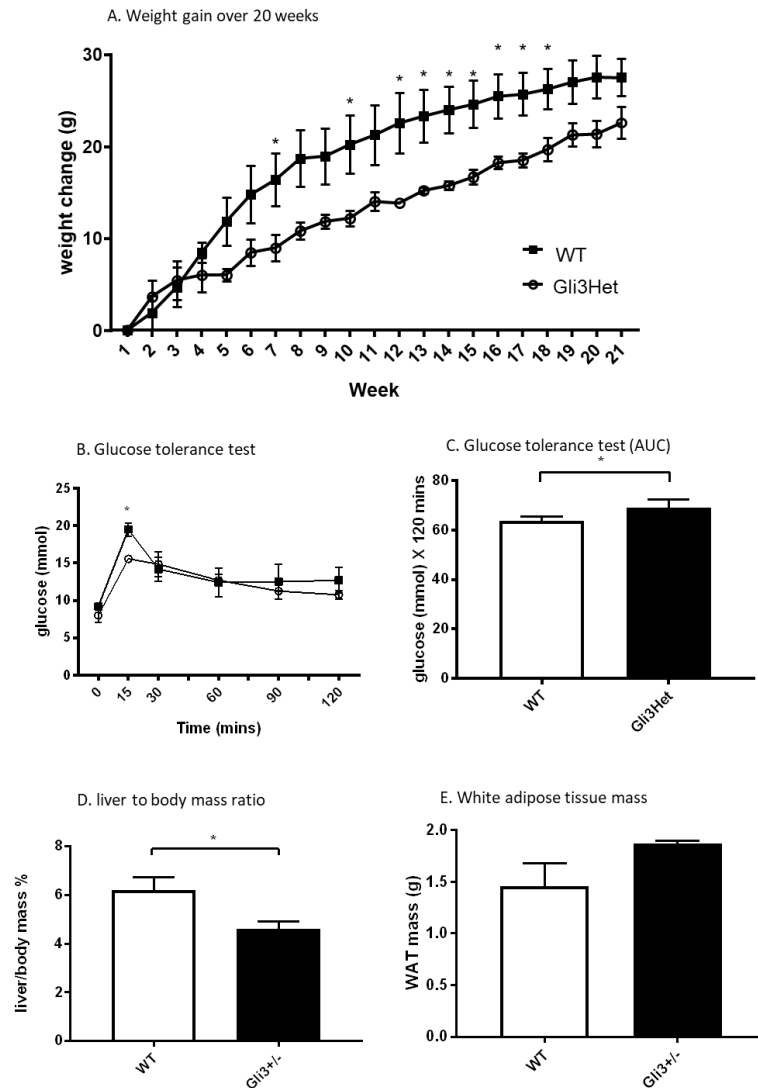 A. Weight gain over 20 weeks
weight change (g)
30
20
10
0
* * * * * * * * *
WT
Gli3Het
1 2 3 4 5 6 7 8 9 10 11 12 13 14 15 16 17 18 19 20 21
Week
B. Glucose tolerance test
glucose (mmol)
25
20
15
10
5
0
*
0 15 30 60 90 120
Time (mins)
C. Glucose tolerance test (AUC)
glucose (mmol) X 120 mins
80
60
40
60
0
*
WT Gli3Het
D. liver to body mass ratio
liver/body mass %
8
6
4
2
0
*
WT Gli3+/-
E. White adipose tissue mass
WAT mass (g)
2.0
1.5
1.0
0.5
0.0
WT Gli3+/-